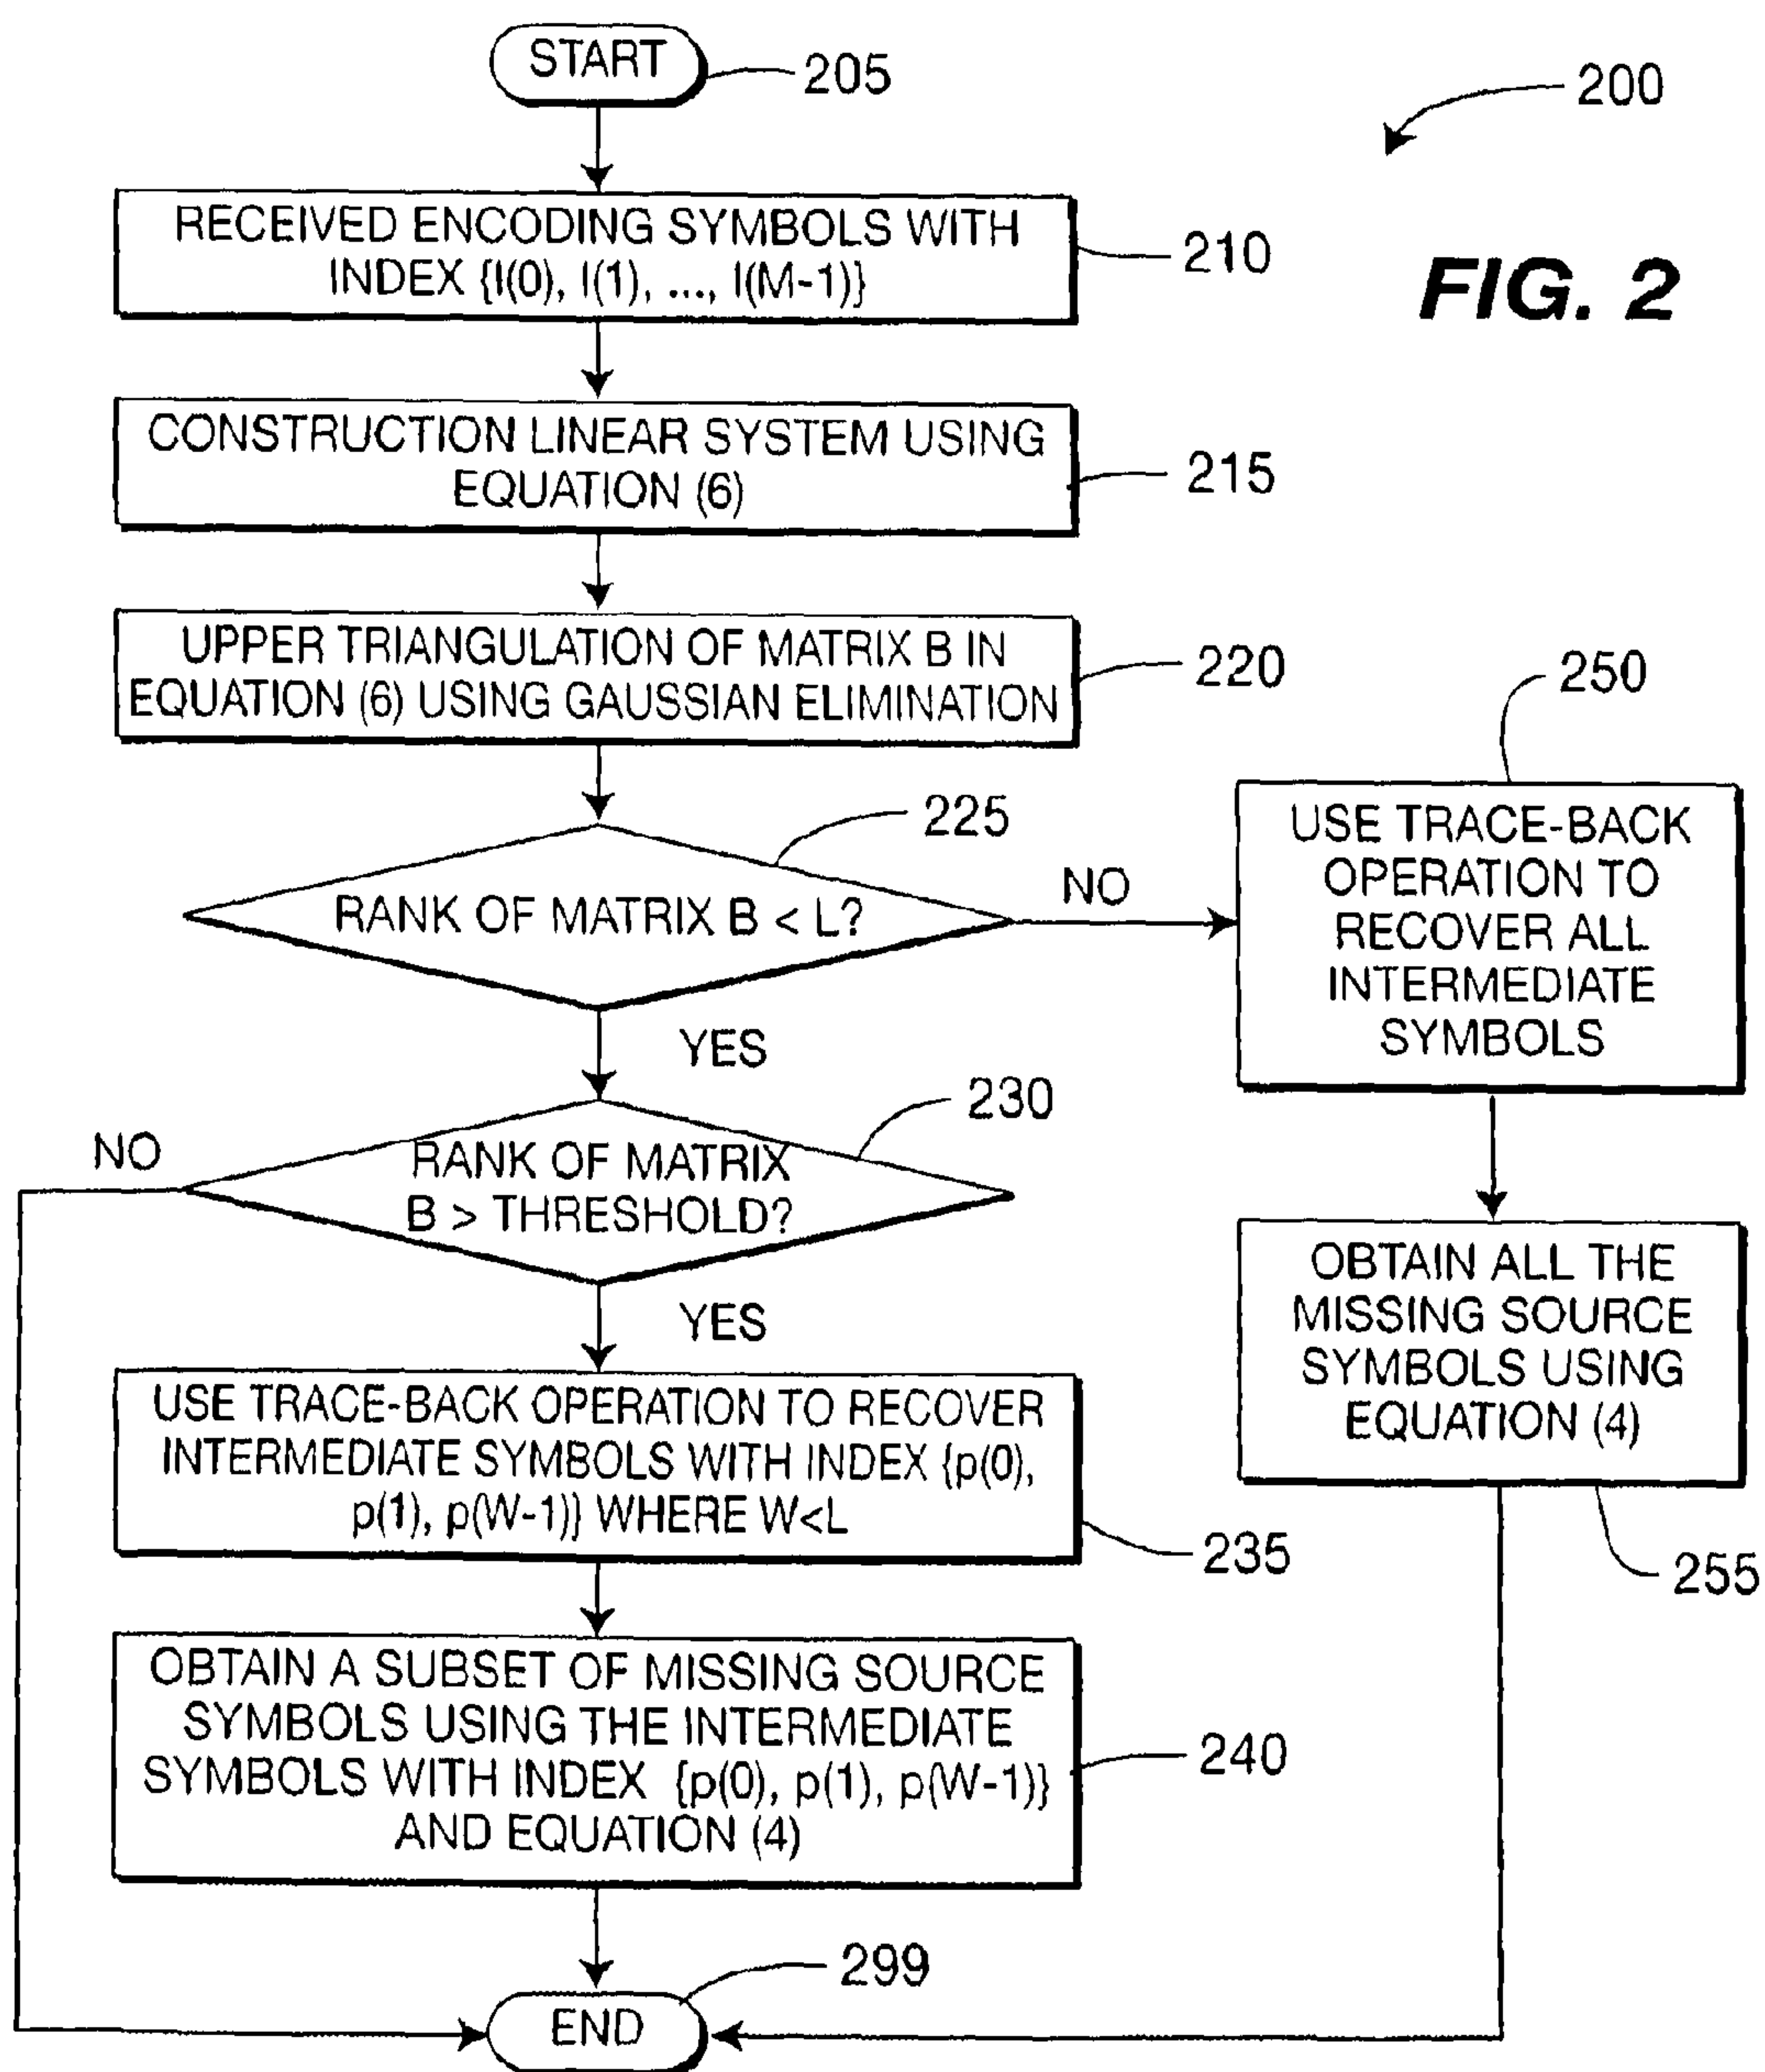 START
205
200
RECEIVED ENCODING SYMBOLS WITH
INDEX {I(0), I(1), ..., I(M-1)}
210
FIG. 2
CONSTRUCTION LINEAR SYSTEM USING
EQUATION (6)
215
UPPER TRIANGULATION OF MATRIX B IN
EQUATION (6) USING GAUSSIAN ELIMINATION
220
RANK OF MATRIX B < L?
225
NO
YES
250
USE TRACE-BACK
OPERATION TO
RECOVER ALL
INTERMEDIATE
SYMBOLS
RANK OF MATRIX
B > THRESHOLD?
230
NO
YES
OBTAIN ALL THE
MISSING SOURCE
SYMBOLS USING
EQUATION (4)
255
USE TRACE-BACK OPERATION TO RECOVER
INTERMEDIATE SYMBOLS WITH INDEX {p(0),
p(1), p(W-1)} WHERE W<L
235
OBTAIN A SUBSET OF MISSING SOURCE
SYMBOLS USING THE INTERMEDIATE
SYMBOLS WITH INDEX {p(0), p(1), p(W-1)}
AND EQUATION (4)
240
END
299